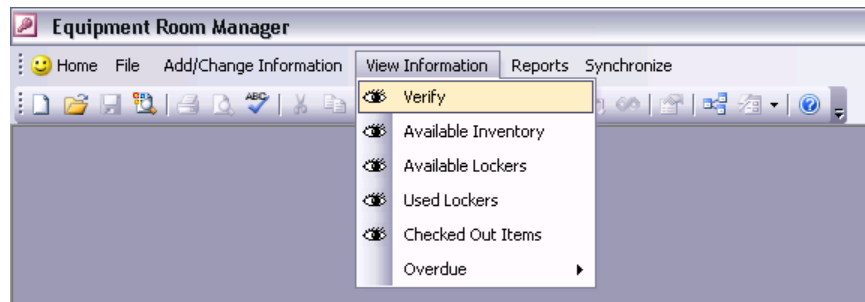 Equipment Room Manager
Home File Add/Change Information View Information Reports Synchronize
ABC
Verify
Available Inventory
Available Lockers
Used Lockers
Checked Out Items
Overdue